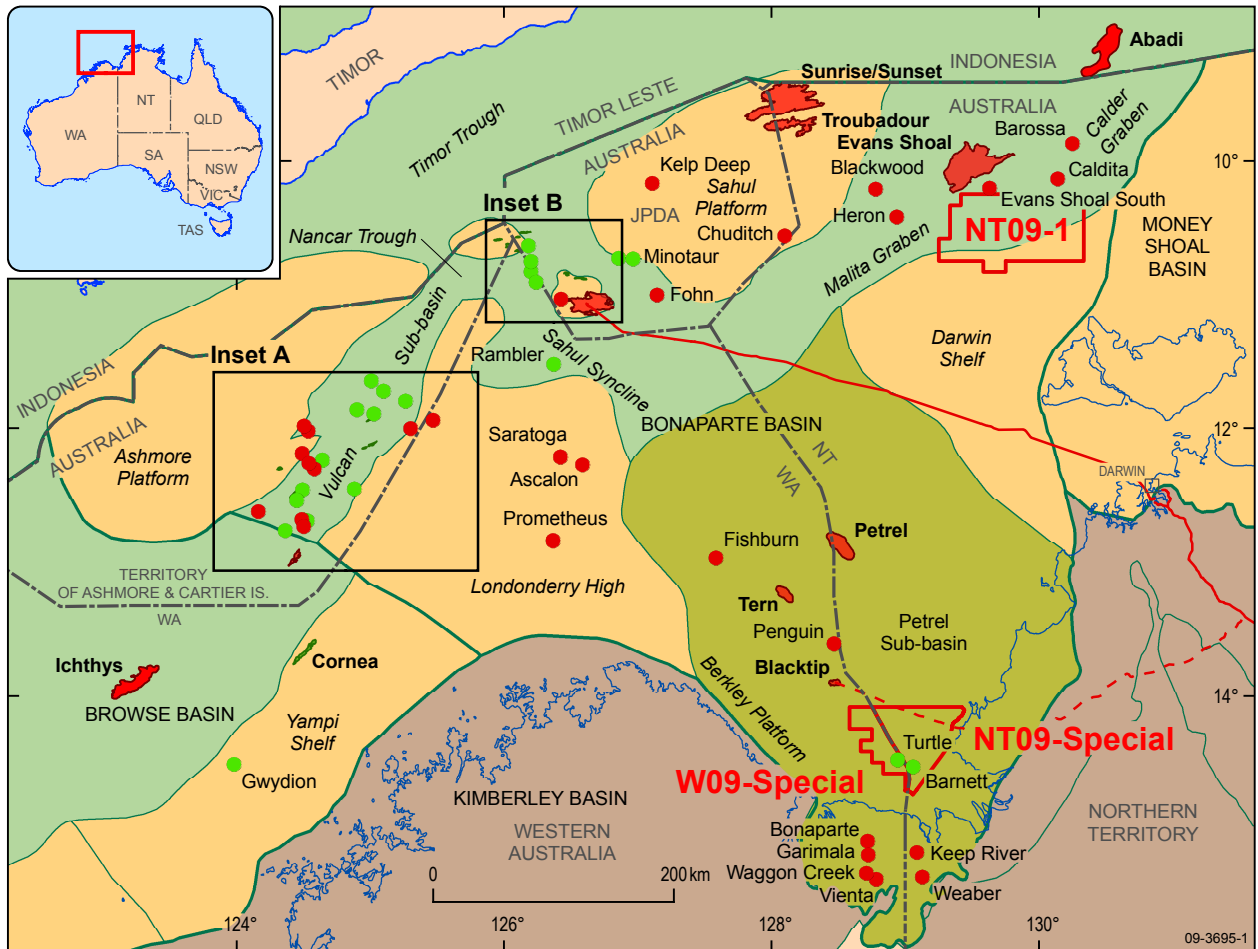 NT
WA
QLD
SA
NSW
VIC
TAS
TIMOR
Timor Trough
TIMOR LESTE
AUSTRALIA
INDONESIA
AUSTRALIA
Abadi
Sunrise/Sunset
Troubadour
Evans Shoal
Blackwood
Heron
Barossa
Calder
Graben
Caldita
Evans Shoal South
10°
Kelp Deep
Sahul
Platform
JPDA
Chuditch
Malita Graben
NT09-1
MONEY
SHOAL
BASIN
Inset B
Nancar Trough
Minotaur
Fohn
Sub-basin
Rambler
Sahul Syncline
Darwin
Shelf
Inset A
INDONESIA
AUSTRALIA
Ashmore
Platform
Vulcan
BONAPARTE BASIN
Saratoga
Ascalon
Prometheus
Londonderry High
NT
WA
12°
DARWIN
Fishburn
Petrel
Tern
Penguin
Blacktip
Petrel
Sub-basin
Berkley Platform
TERRITORY
OF ASHMORE & CARTIER IS.
WA
Ichthys
BROWSE BASIN
Cornea
Yampi
Shelf
Gwydion
14°
Turtle
Barnett
NT09-Special
W09-Special
KIMBERLEY BASIN
WESTERN
AUSTRALIA
NORTHERN
TERRITORY
Bonaparte
Garimala
Waggon Creek
Vienta
Keep River
Weaber
0
200 km
124°
126°
128°
130°
09-3695-1